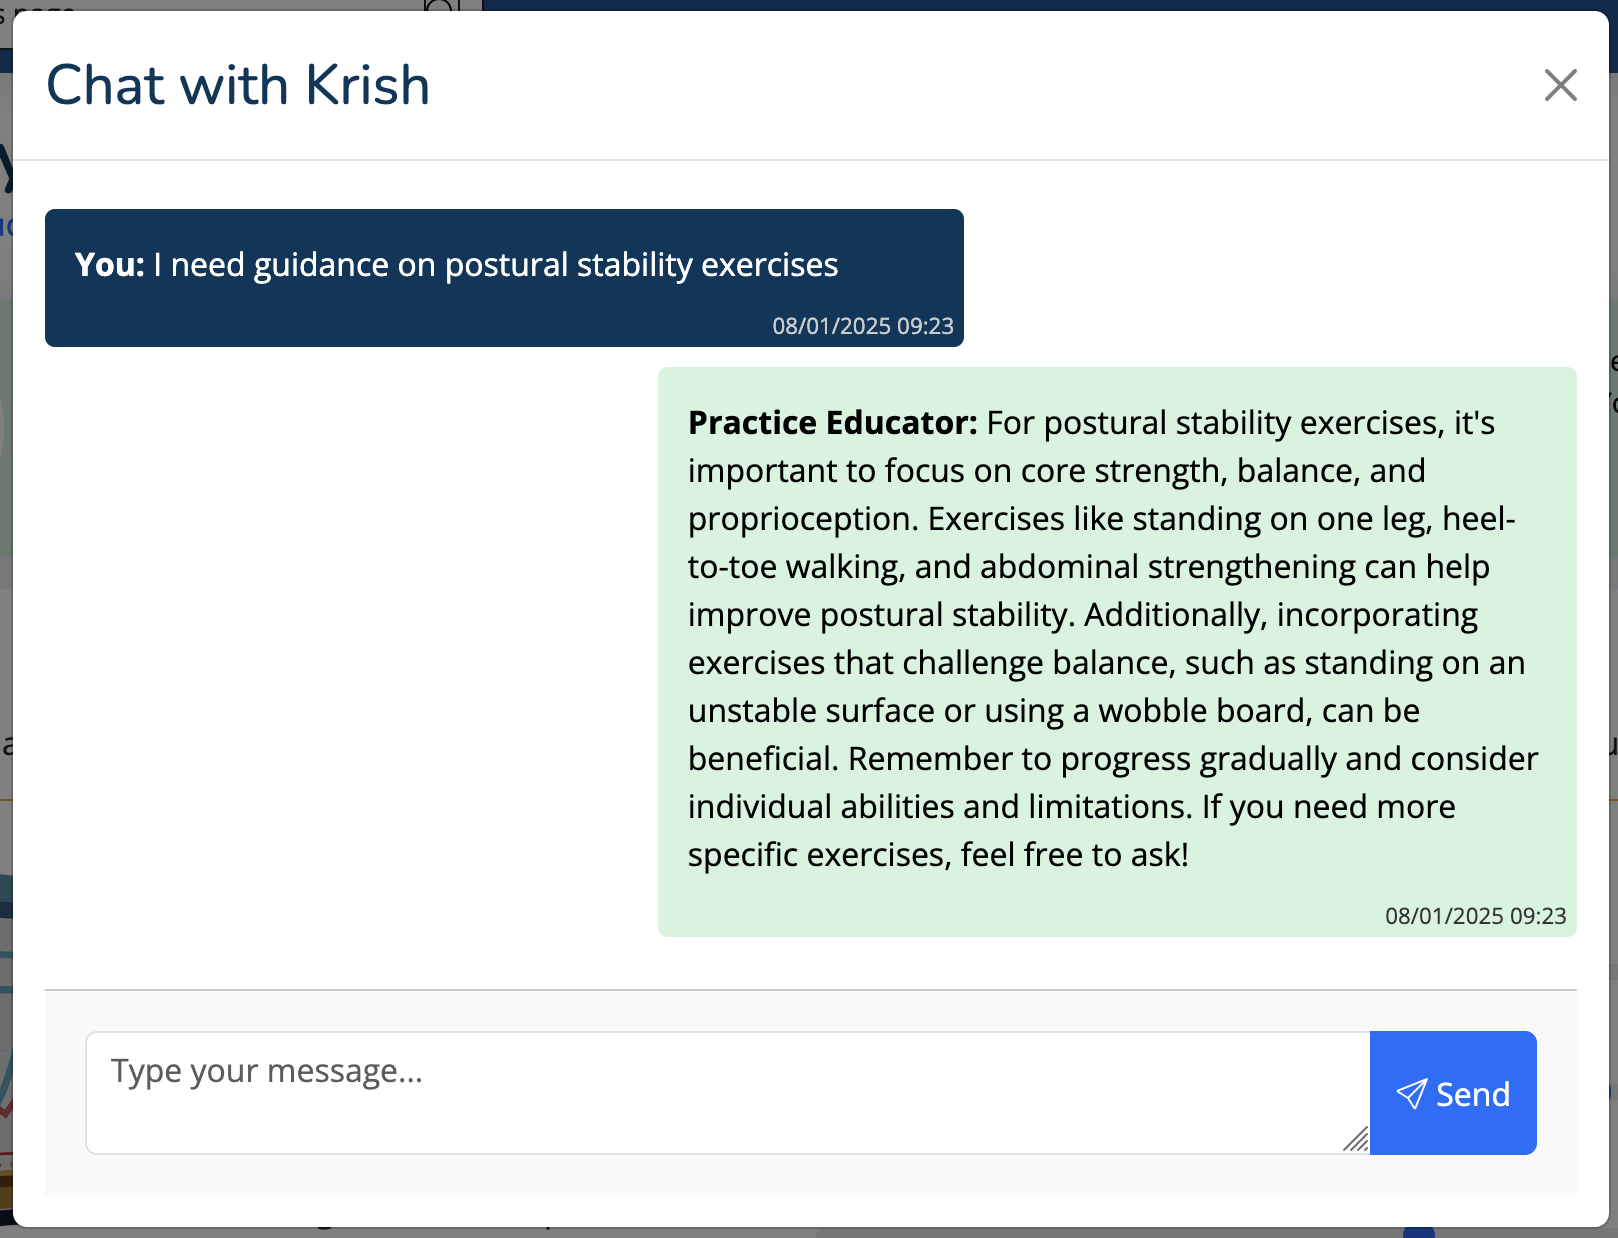 Chat with Krish
You: I need guidance on postural stability exercises
08/01/2025 09:23
Practice Educator: For postural stability exercises, it's
important to focus on core strength, balance, and
proprioception. Exercises like standing on one leg, heel-
to-toe walking, and abdominal strengthening can help
improve postural stability. Additionally, incorporating
exercises that challenge balance, such as standing on an
unstable surface or using a wobble board, can be
beneficial. Remember to progress gradually and consider
individual abilities and limitations. If you need more
specific exercises, feel free to ask!
08/01/2025 09:23
Type your message...
Send